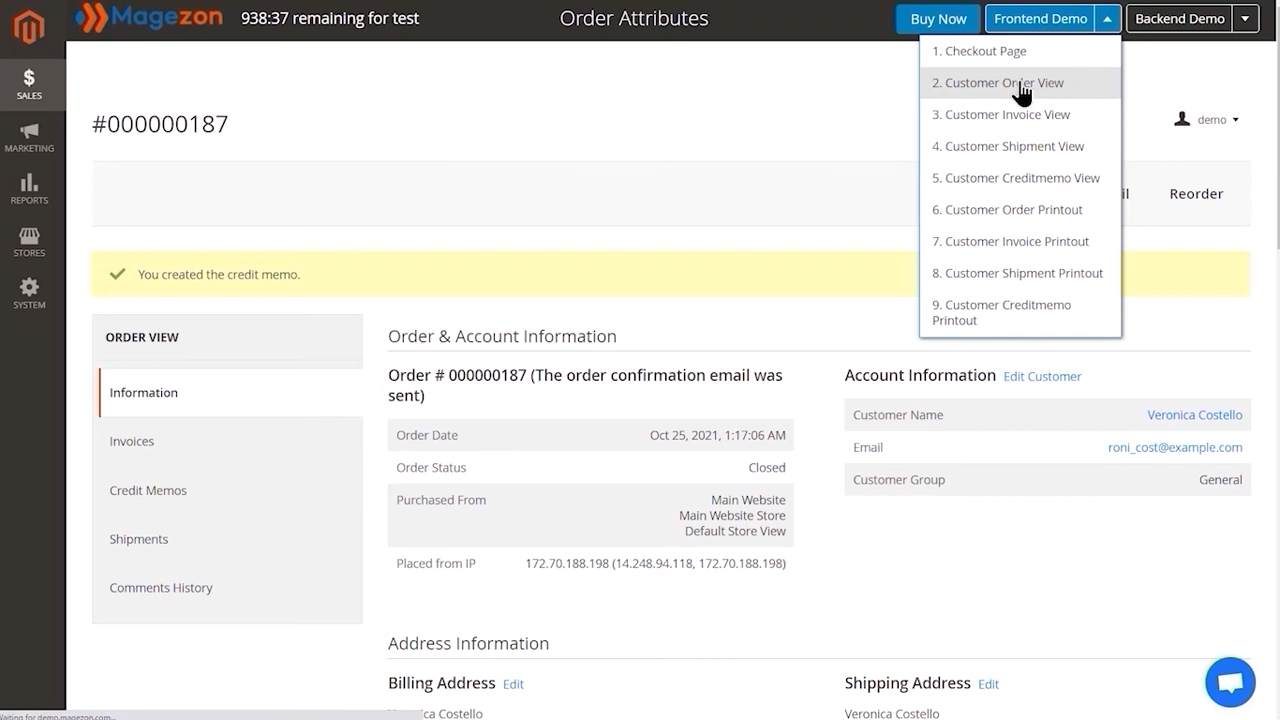 Magezon
938:37 remaining for test
Order Attributes
Buy Now
Frontend Demo
Backend Demo
1. Checkout Page
2. Customer Order View
3. Customer Invoice View
4. Customer Shipment View
5. Customer Creditmemo View
6. Customer Order Printout
7. Customer Invoice Printout
8. Customer Shipment Printout
9. Customer Creditmemo
Printout
SALES
MARKETING
REPORTS
STORES
SYSTEM
#000000187
demo
Reorder
You created the credit memo.
ORDER VIEW
Information
Invoices
Credit Memos
Shipments
Comments History
Order & Account Information
Order # 000000187 (The order confirmation email was
sent)
Order Date Oct 25, 2021, 1:17:06 AM
Order Status Closed
Purchased From Main Website
Main Website Store
Default Store View
Placed from IP 172.70.188.198 (14.248.94.118, 172.70.188.198)
Account Information Edit Customer
Customer Name Veronica Costello
Email roni_cost@example.com
Customer Group General
Address Information
Billing Address Edit
Veronica Costello
Shipping Address Edit
Veronica Costello
Waiting for demo.magezon.com...